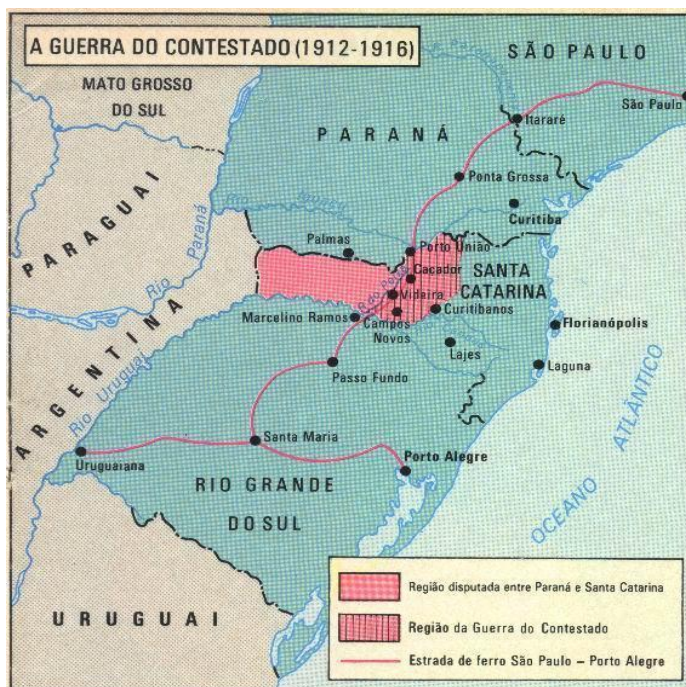 A GUERRA DO CONTESTADO (1912-1916)
SÃO PAULO
MATO GROSSO
DO SUL
São Paulo
Itararé
PARANÁ
PARAGUAI
Ponta Grossa
Rio Paraná
Curitiba
Palmas
Porto União
Caçador
SANTA
CATARINA
Rio do Peixe
Videira
Marcelino Ramos
Campos
Novos
Curitibanos
Florianópolis
ARGENTINA
Rio Uruguai
Lajes
Laguna
Passo Fundo
OCEANO ATLÂNTICO
Santa Maria
Uruguaiana
Porto Alegre
RIO GRANDE
DO SUL
URUGUAI
Região disputada entre Paraná e Santa Catarina
Região da Guerra do Contestado
Estrada de ferro São Paulo – Porto Alegre